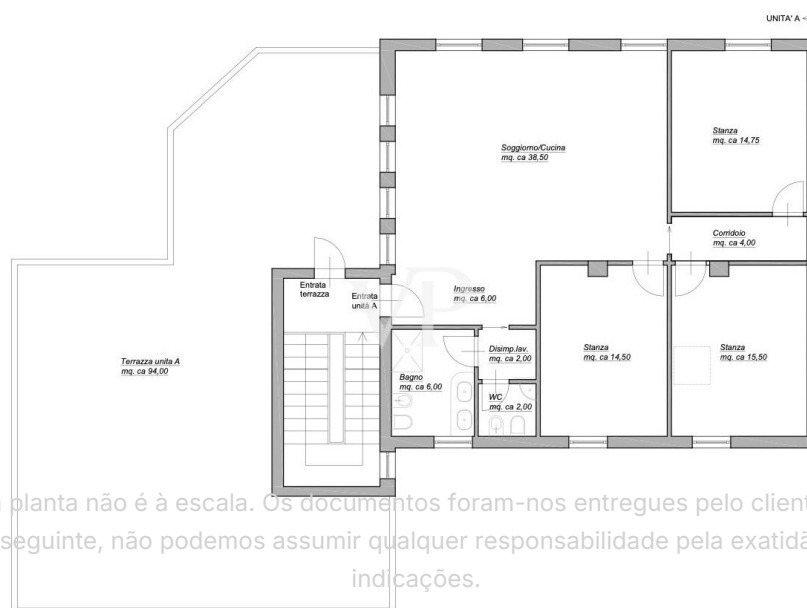 UNITA' A
Stanza
mq. ca 14,75
Soggiorno/Cucina
mq. ca 38,50
Corridoio
mq. ca 4,00
Entrata
terrazza
Entrata
unità A
Ingresso
mq. ca 6,00
Terrazza unita A
mq. ca 94,00
Disimp.lav.
mq. ca 2,00
Stanza
mq. ca 14,50
Stanza
mq. ca 15,50
Bagno
mq. ca 6,00
WC
mq. ca 2,00
VP
planta não é à escala. Os documentos foram-nos entregues pelo client
seguinte, não podemos assumir qualquer responsabilidade pela exatidã
indicações.